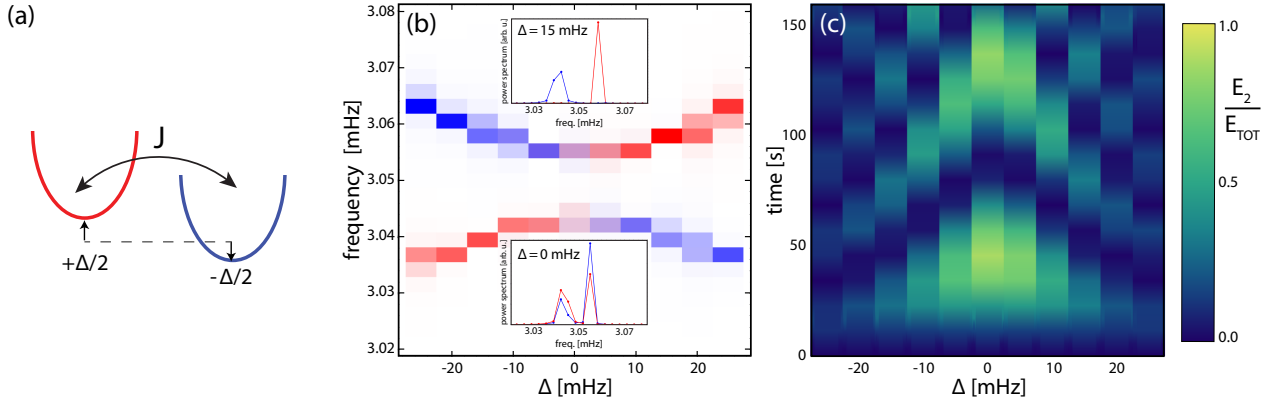 (a)
J
+Δ/2
-Δ/2
(b)
3.08
3.07
3.06
3.05
3.04
3.03
3.02
frequency [mHz]
-20
-10
0
10
20
Δ [mHz]
Δ = 15 mHz
power spectrum [arb. u.]
3.03
3.05
3.07
freq. [mHz]
Δ = 0 mHz
power spectrum [arb. u.]
3.03
3.05
3.07
freq. [mHz]
(c)
150
100
50
0
time [s]
-20
-10
0
10
20
Δ [mHz]
1.0
0.5
0.0
E2
ETOT